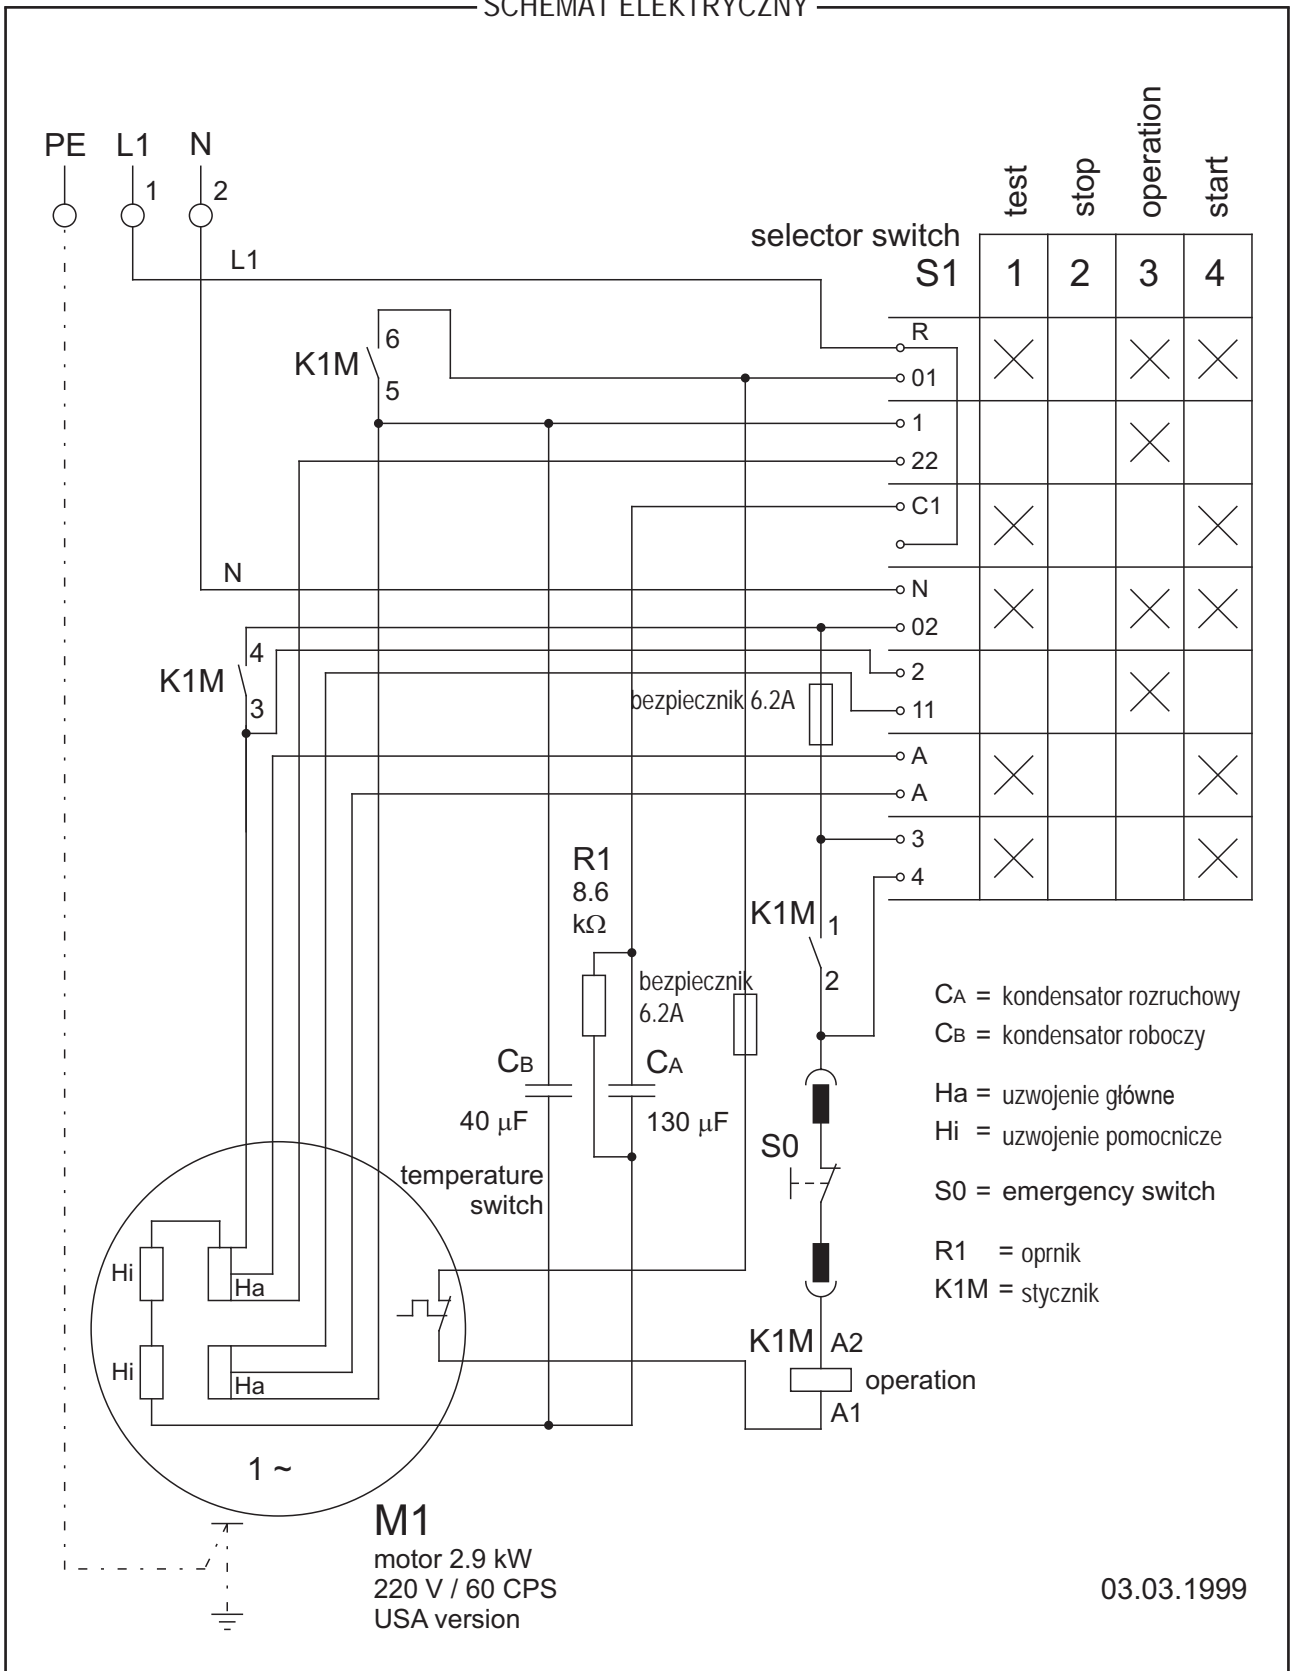 SCHEMAT ELEKTRYCZNY
PE L1 N
1 2
test
stop
operation
start
selector switch
S1 1 2 3 4
L1
R
01
K1M 6
5
1
22
C1
N
N
02
K1M 4
3
2
11
bezpiecznik 6.2A
A
A
3
4
R1
8.6
kΩ
K1M 1
2
bezpiecznik
6.2A
CB
40 µF
CA
130 µF
S0
temperature
switch
Hi
Ha
Hi
Ha
K1M A2
operation
A1
1 ~
M1
motor 2.9 kW
220 V / 60 CPS
USA version
CA = kondensator rozruchowy
CB = kondensator roboczy
Ha = uzwojenie główne
Hi = uzwojenie pomocnicze
S0 = emergency switch
R1 = oprnik
K1M = stycznik
03.03.1999